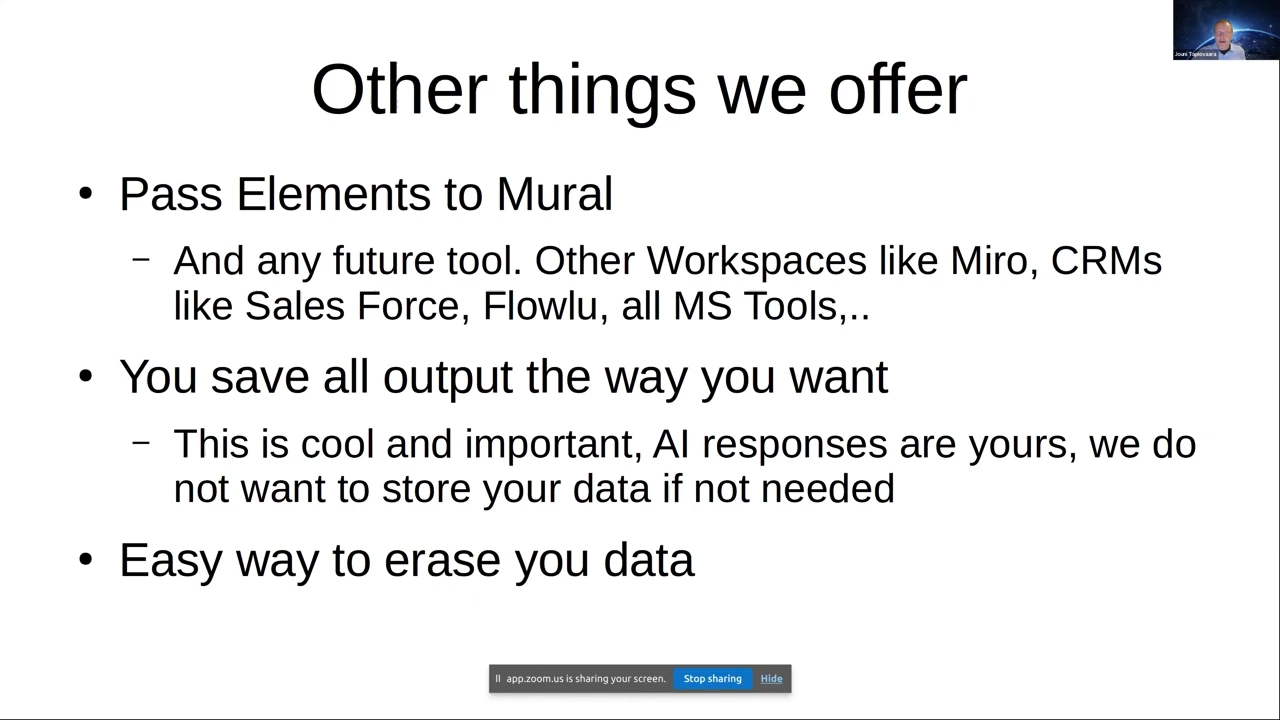 Other things we offer
Jouni Tapiovaara
• Pass Elements to Mural
– And any future tool. Other Workspaces like Miro, CRMs
like Sales Force, Flowlu, all MS Tools,..
• You save all output the way you want
– This is cool and important, AI responses are yours, we do
not want to store your data if not needed
• Easy way to erase you data
app.zoom.us is sharing your screen. Stop sharing Hide